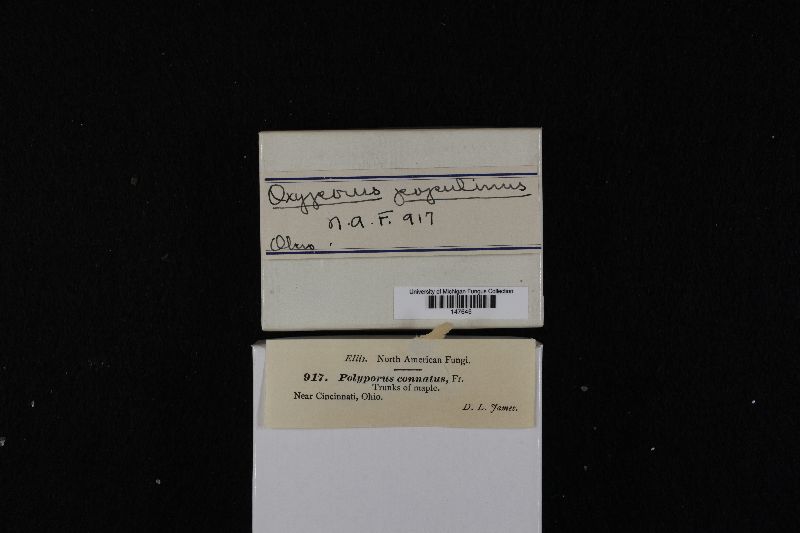 Oxyporus populinus
N. A. F. 917
Ohio.
University of Michigan Fungus Collection
147646
Ellis. North American Fungi.
917. Polyporus connatus, Fr.
Trunks of maple.
Near Cincinnati, Ohio.
D. L. James.